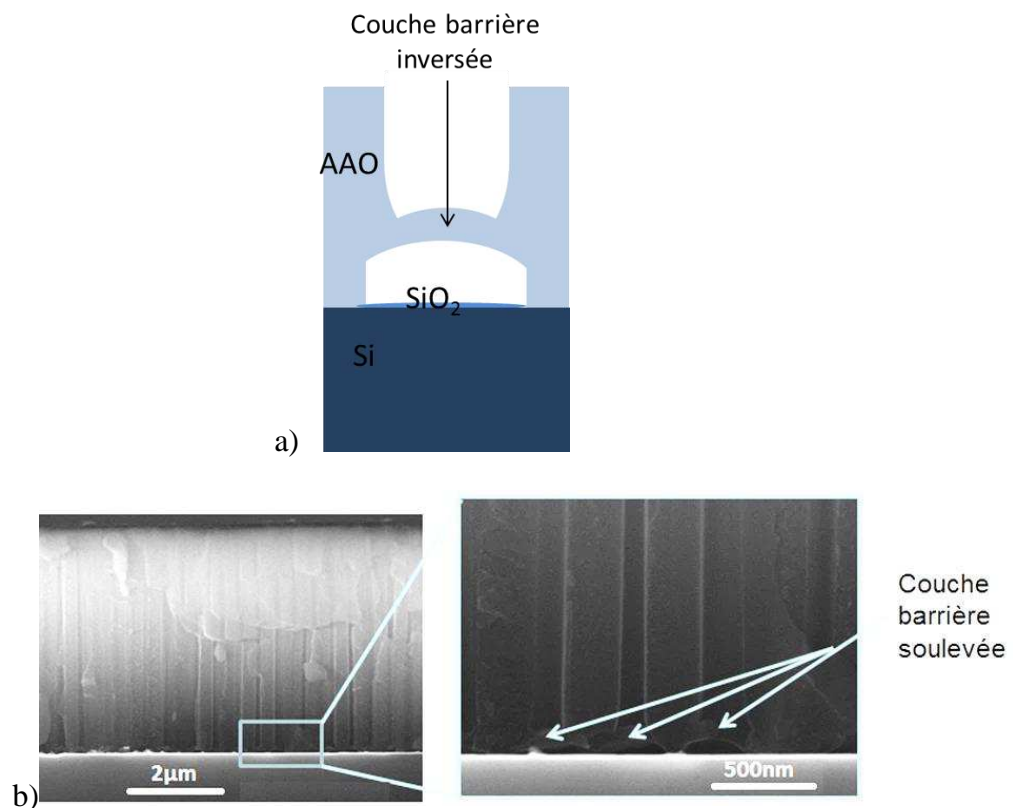 Couche barrière
inversée
AAO
SiO₂
Si
a)
Couche
barrière
soulevée
2µm
500nm
b)